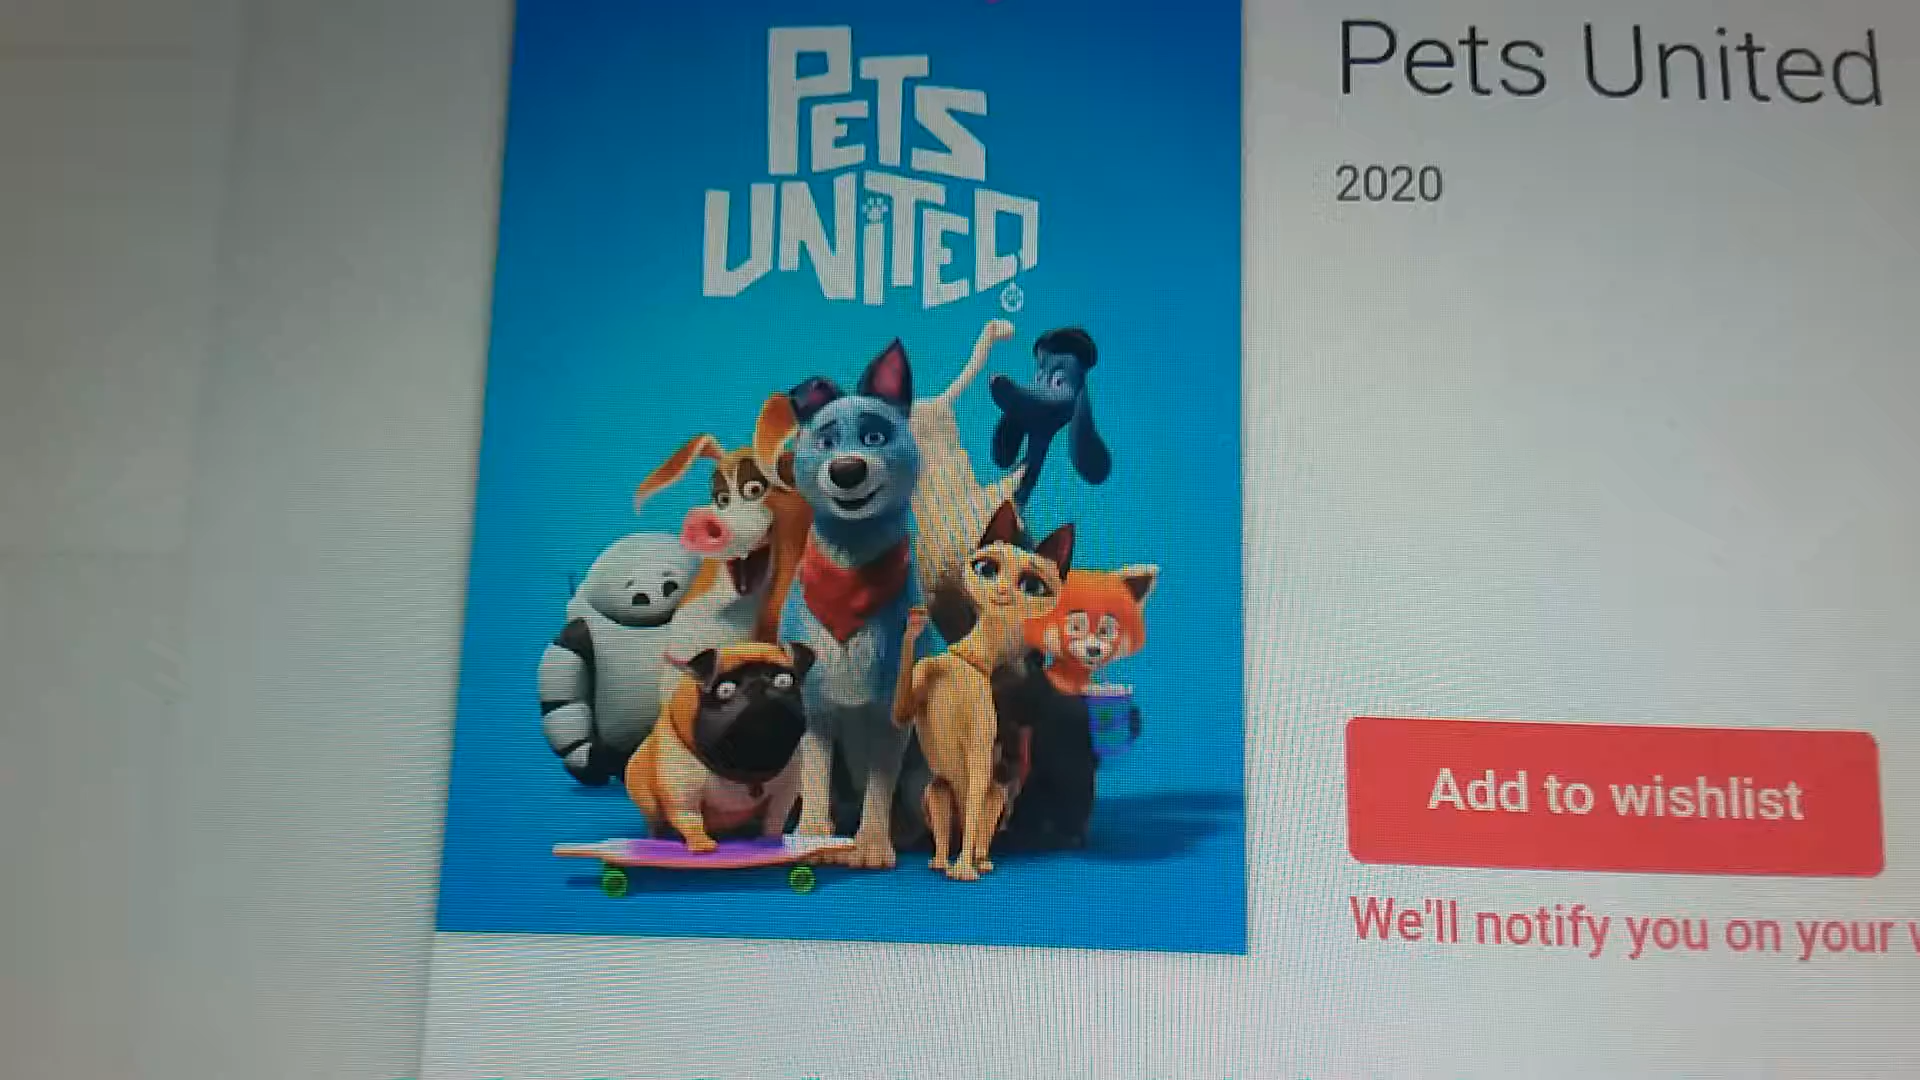 PETS
UNITED
Pets United
2020
Add to wishlist
We'll notify you on your